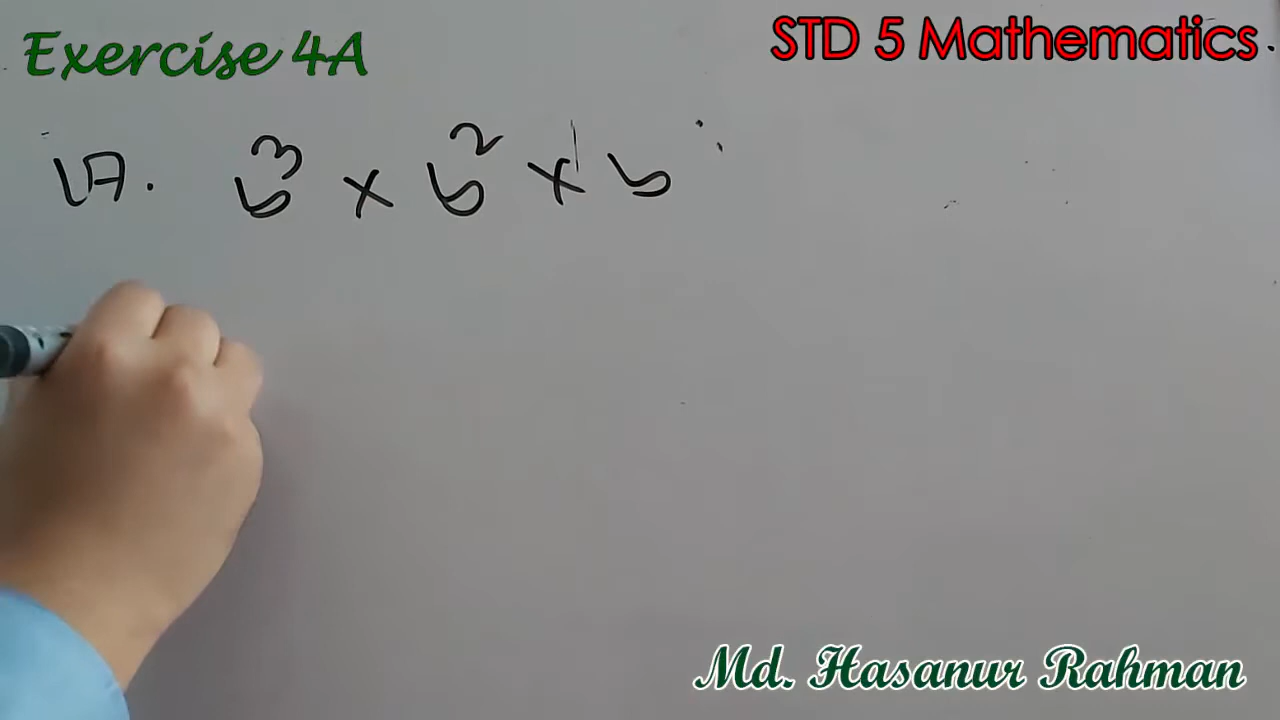 Exercise 4A
STD 5 Mathematics
17. b³ × b² × b
Md. Hasanur Rahman